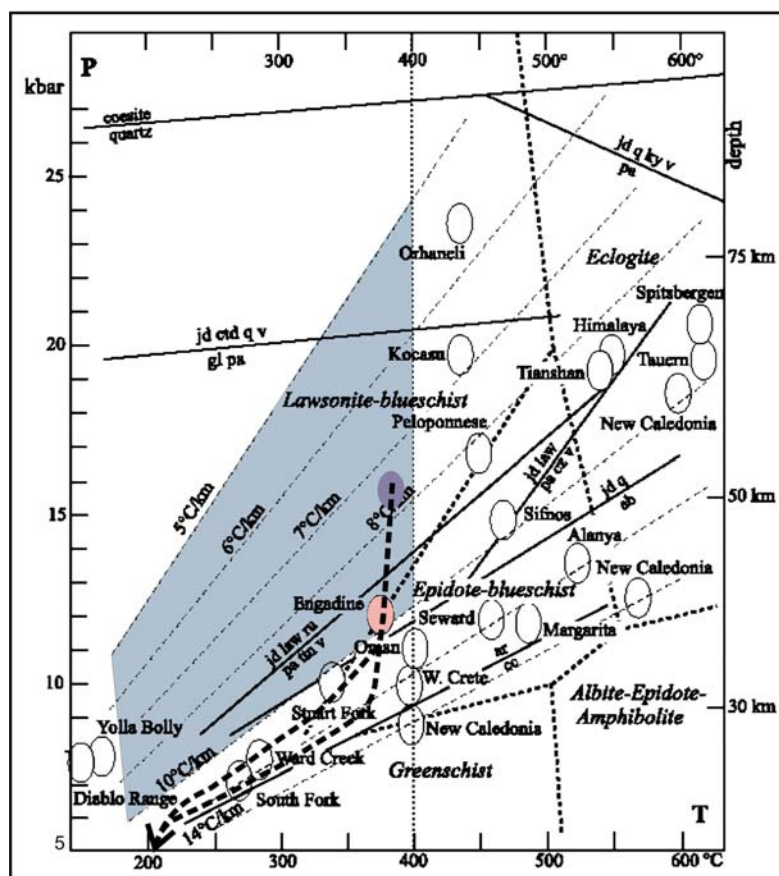 P
300 400 500° 600°
kbar
coesite
quartz
jd q ky v
pa
depth
25
Orhaneli
Eclogite
75 km
Spitsbergen
20
jd ctd q v
gl pa
Kocasu
Himalaya
Tianshan
Tauern
Lawsonite-blueschist
Peloponnese
New Caledonia
5°C/km
6°C/km
7°C/km
jd law
pa cz v
jd q
ab
50 km
15
Sifnos
Alanya
Engadine
Epidote-blueschist
New Caledonia
jd law ru
pa tin v
Oman
Seward
Margarita
ar
cc
10
Stuart Fork
W. Crete
Albite-Epidote-
Amphibolite
30 km
Yolla Bolly
10°C/km
Ward Creek
New Caledonia
Greenschist
Diablo Range
14°C/km
South Fork
T
5
200 300 400 500 600 °C